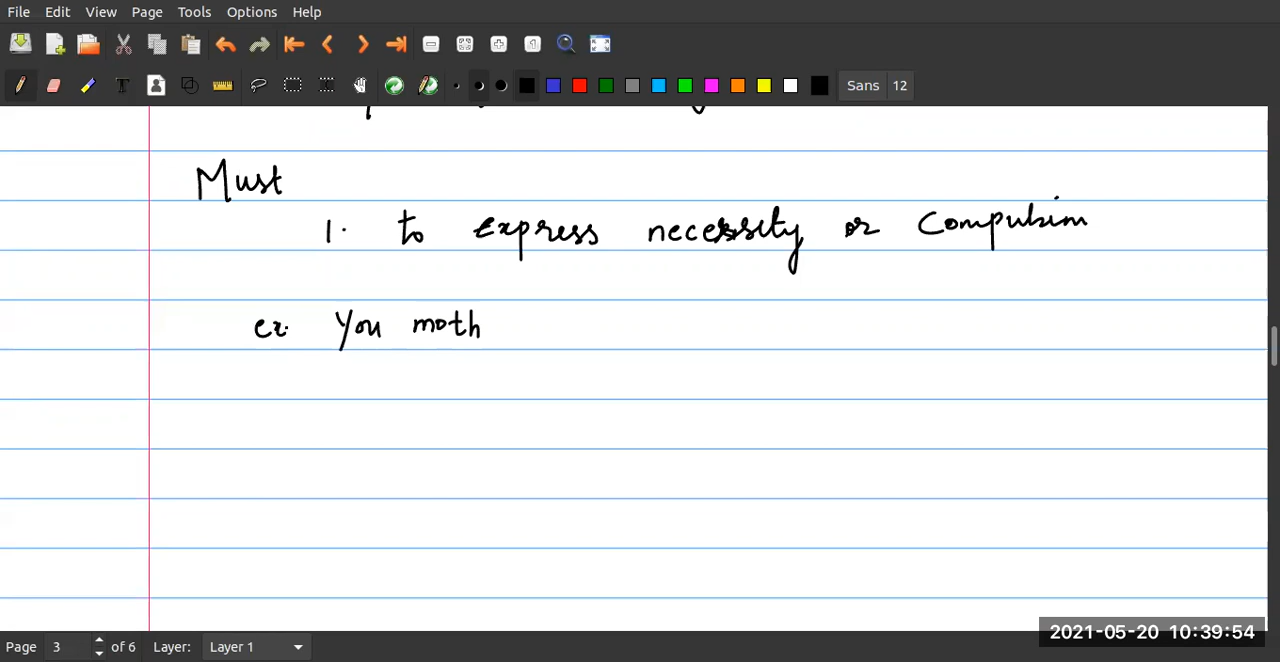 File Edit View Page Tools Options Help
Sans 12
Must
1. to express necessity or Compulsion
ex. You moth
Page 3 of 6 Layer: Layer 1
2021-05-20 10:39:54